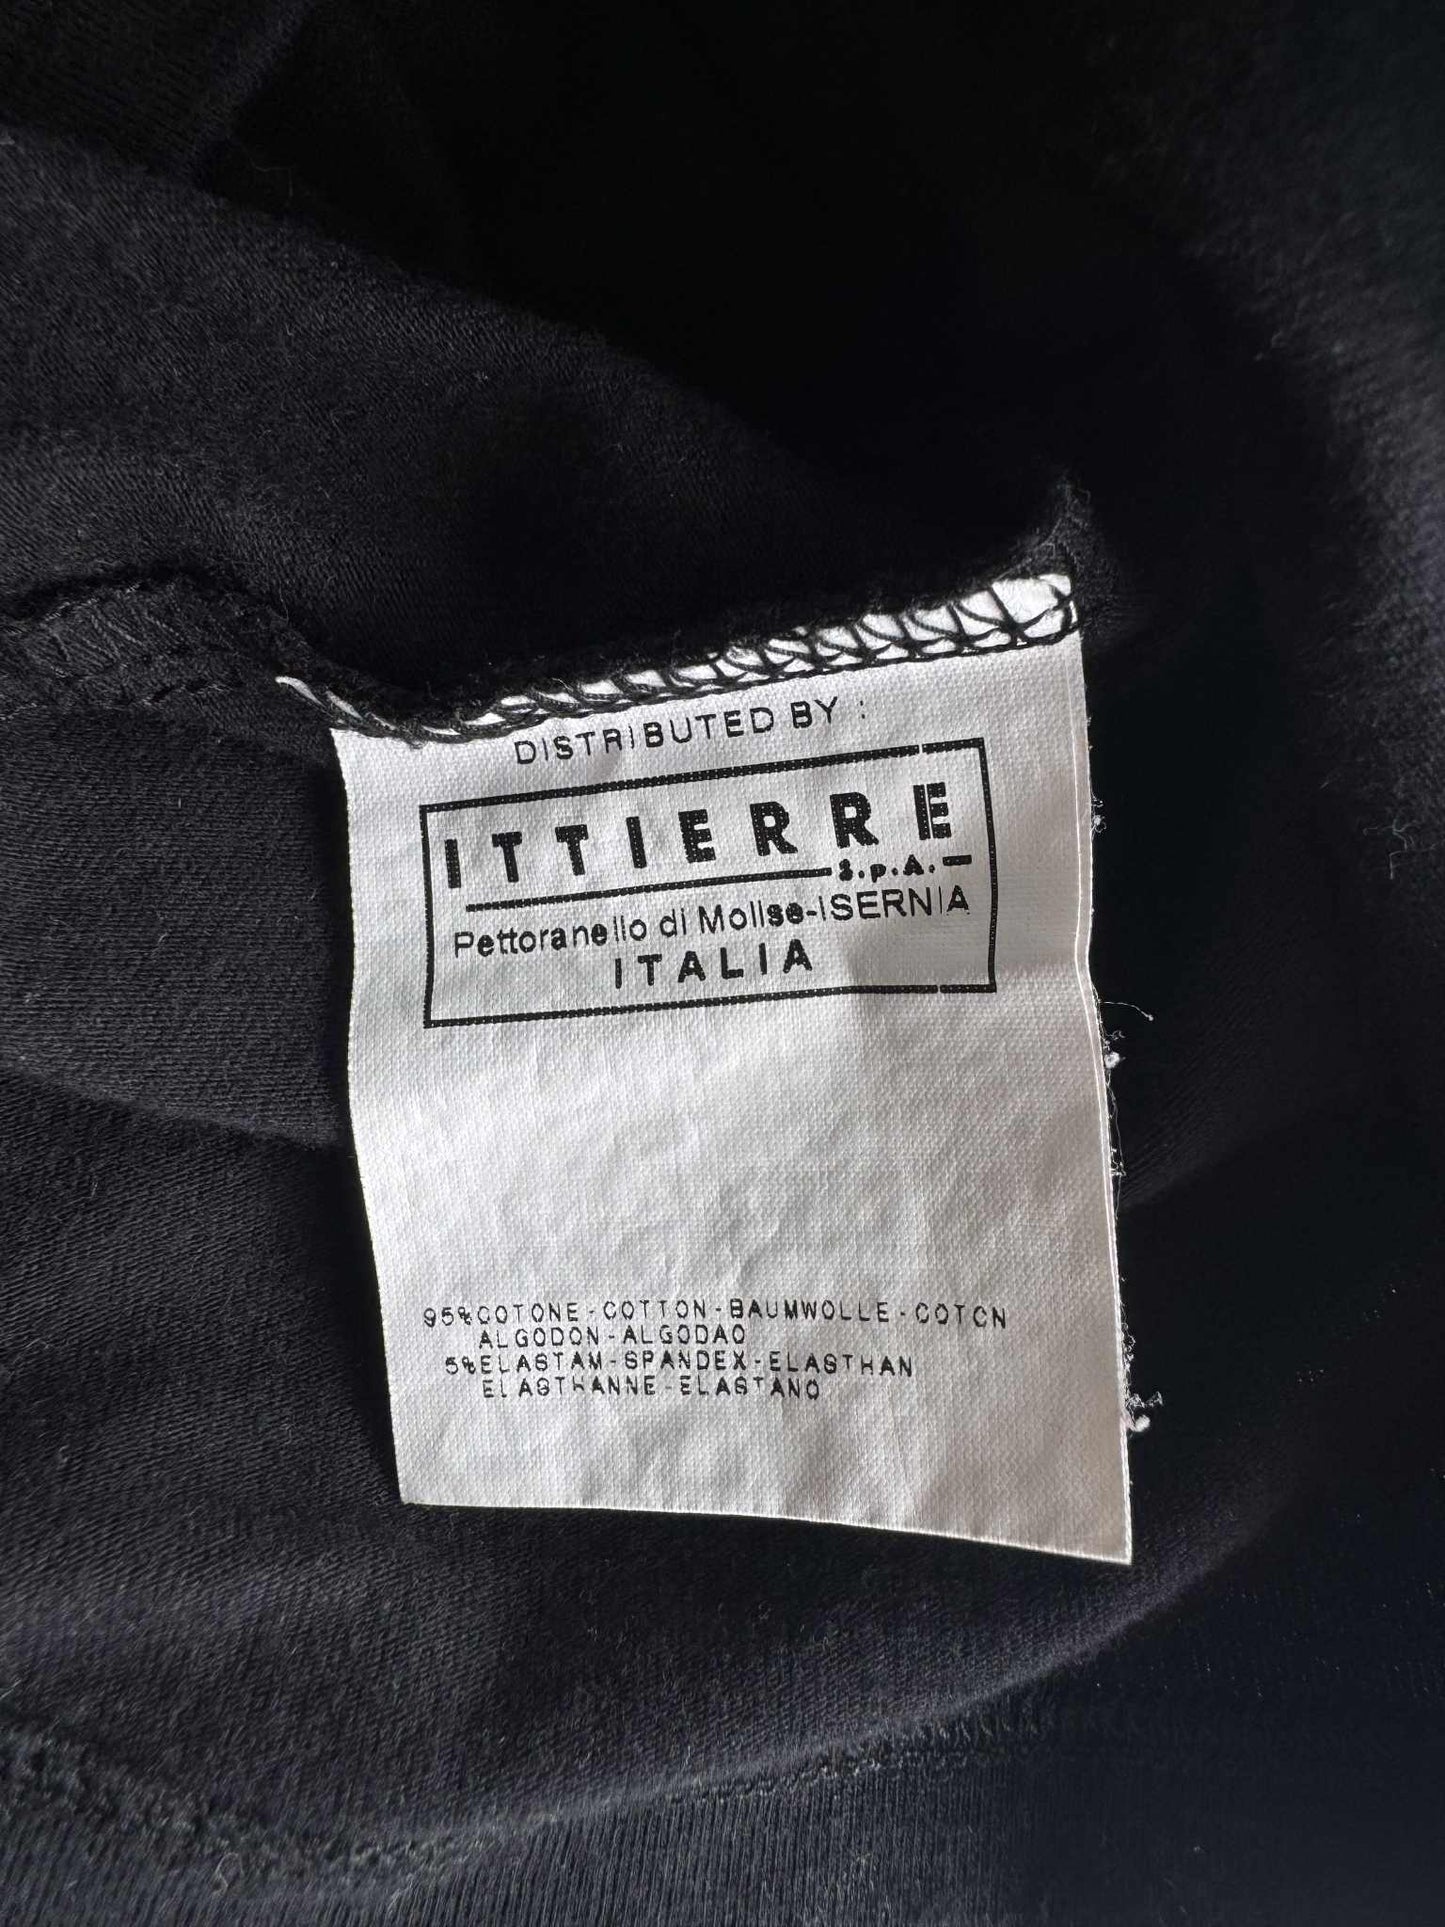 DISTRIBUTED BY :
ITTIERRE
S.p.A.
Pettoranello di Molise-ISERNIA
ITALIA
95%COTONE-COTTON-BAUMWOLLE-COTON
ALGODON-ALGODAO
5%ELASTAM-SPANDEX-ELASTHAN
ELASTHANNE-ELASTANO